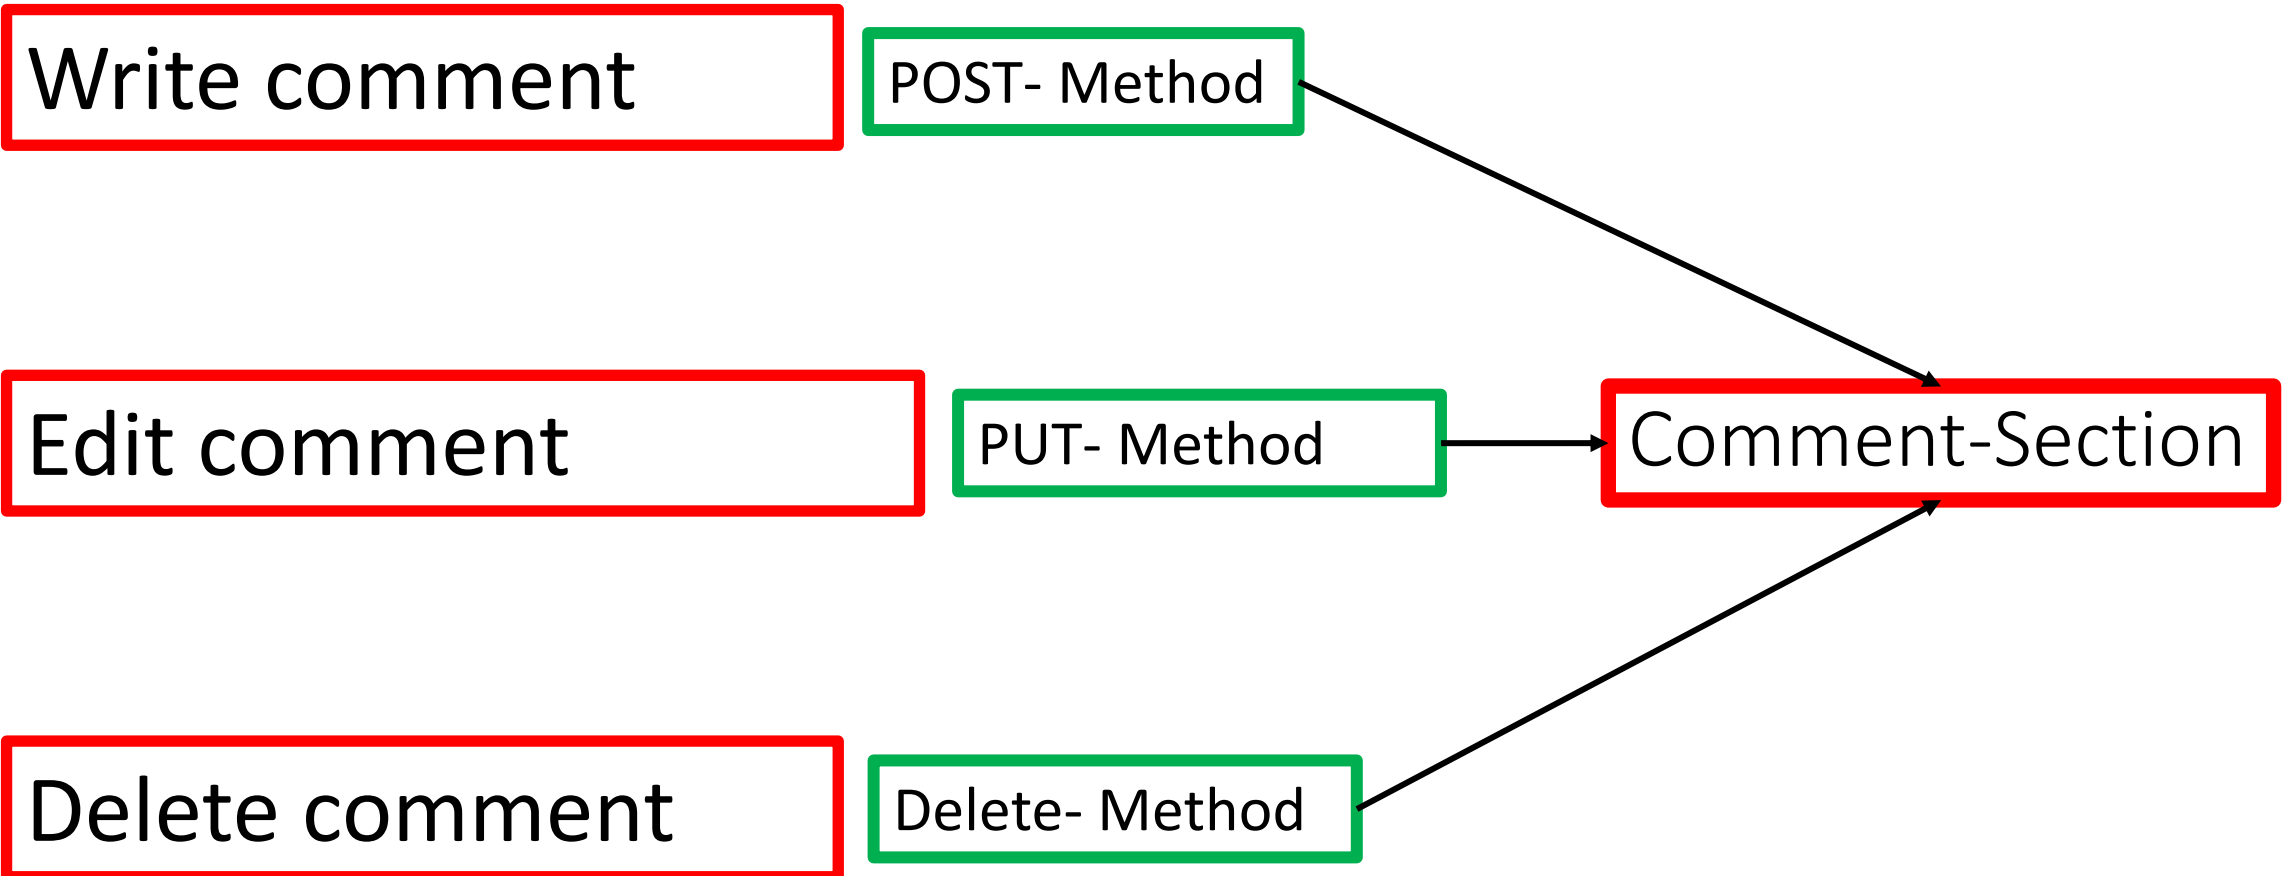 Write comment
POST- Method
Edit comment
PUT- Method
Comment-Section
Delete comment
Delete- Method